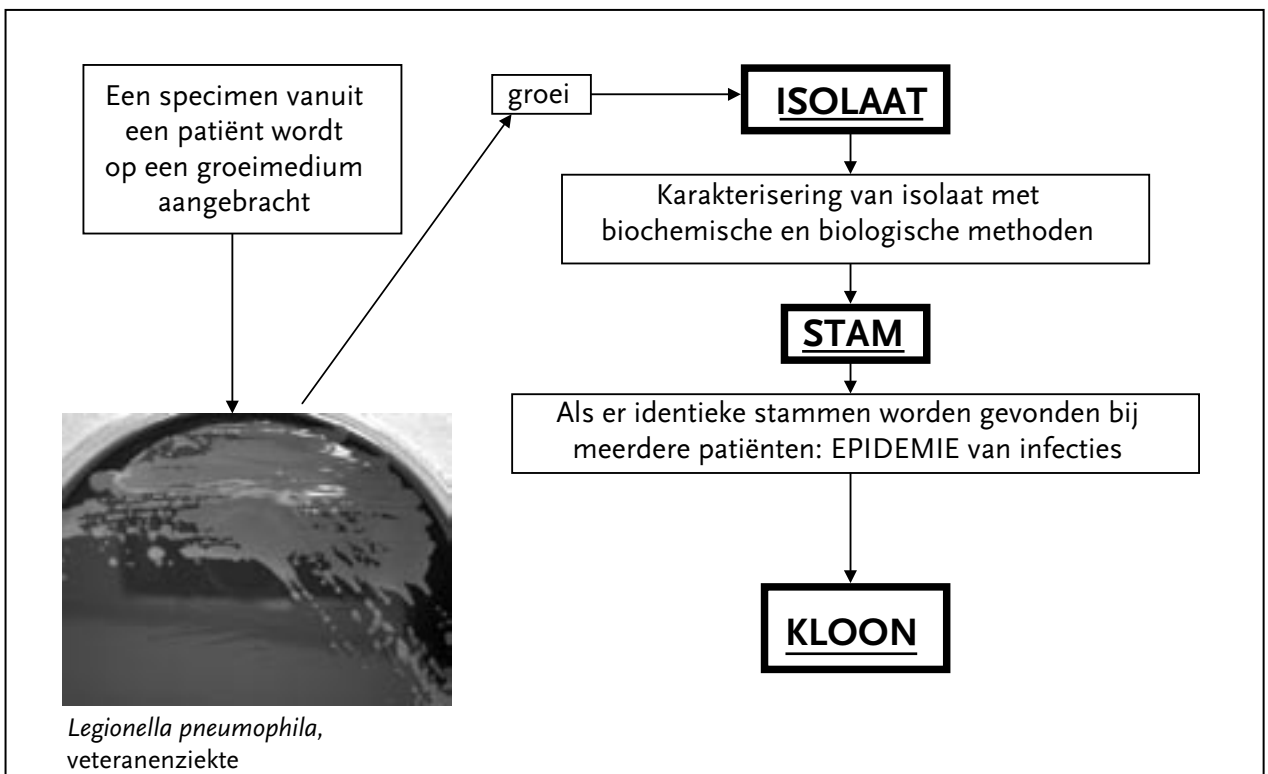 Een specimen vanuit
een patiënt wordt
op een groeimedium
aangebracht
groei
ISOLAAT
Karakterisering van isolaat met
biochemische en biologische methoden
STAM
Als er identieke stammen worden gevonden bij
meerdere patiënten: EPIDEMIE van infecties
KLOON
Legionella pneumophila,
veteranenziekte